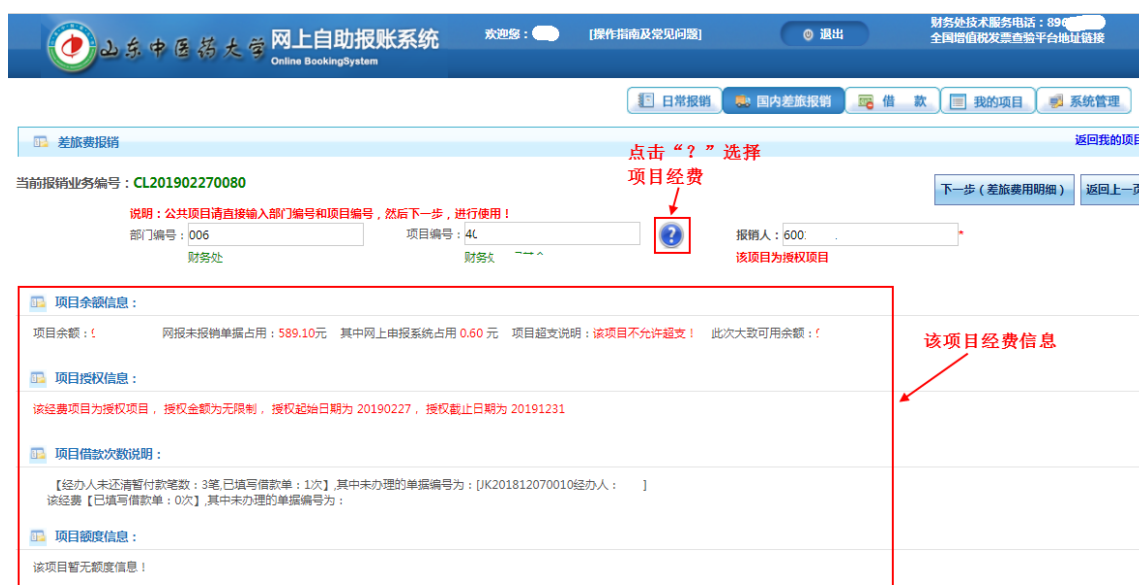 山东中医药大学 网上自助报账系统
Online BookingSystem
欢迎您：
[操作指南及常见问题]
退出
财务处技术服务电话：896
全国增值税发票查验平台地址链接
日常报销
国内差旅报销
借 款
我的项目
系统管理
差旅费报销
返回我的项目
点击“？”选择
项目经费
当前报销业务编号：CL201902270080
下一步（差旅费用明细）
返回上一页
说明：公共项目请直接输入部门编号和项目编号，然后下一步，进行使用！
部门编号：006
项目编号：40
报销人：600
*
财务处
财务
该项目为授权项目
项目余额信息：
项目余额： 网报未报销单据占用：589.10元 其中网上申报系统占用 0.60 元 项目超支说明：该项目不允许超支！ 此次大致可用余额：
该项目经费信息
项目授权信息：
该经费项目为授权项目，授权金额为无限制，授权起始日期为 20190227，授权截止日期为 20191231
项目借款次数说明：
【经办人未还清暂付款笔数：3笔,已填写借款单：1次】,其中未办理的单据编号为：[JK201812070010经办人： ]
该经费【已填写借款单：0次】,其中未办理的单据编号为：
项目额度信息：
该项目暂无额度信息！